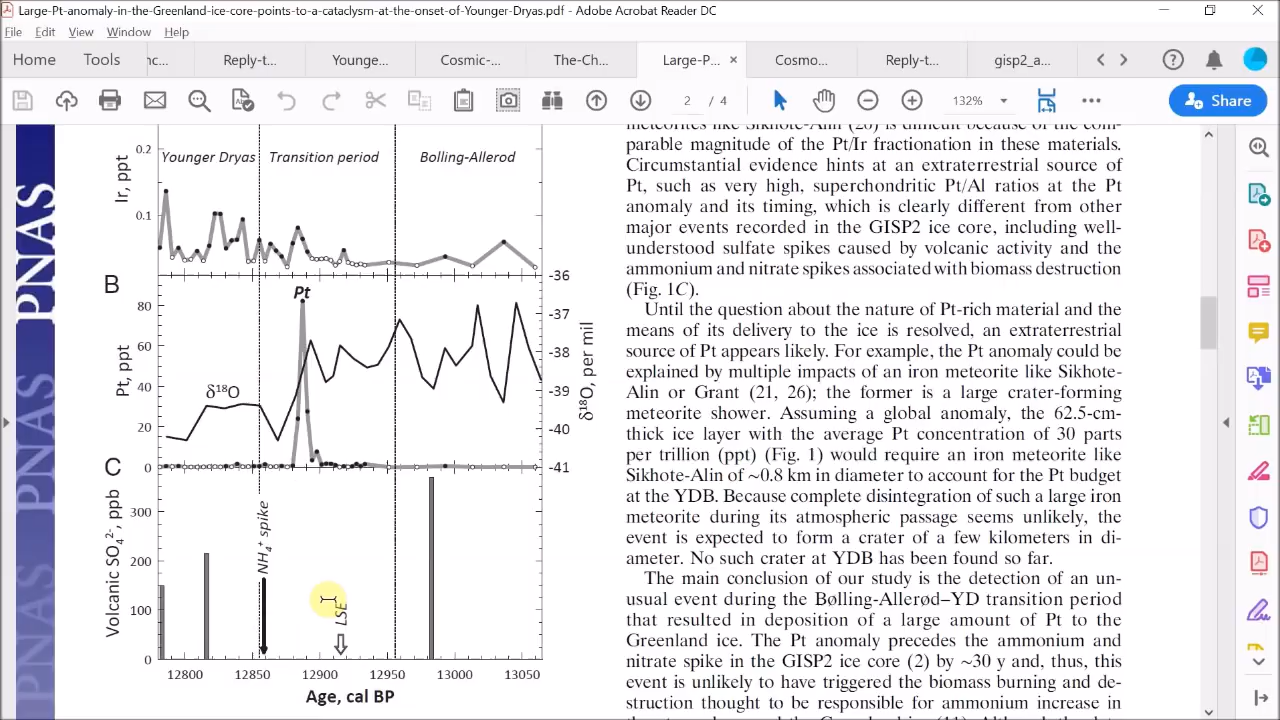 Large-Pt-anomaly-in-the-Greenland-ice-core-points-to-a-cataclysm-at-the-onset-of-Younger-Dryas.pdf - Adobe Acrobat Reader DC
File Edit View Window Help
Home Tools nc... Reply-t... Younge... Cosmic-... The-Ch... Large-P... × Cosmo... Reply-t... gisp2_a...
2 / 4 132% Share
PNAS PNAS
Ir, ppt
0.2
0.1
Younger Dryas Transition period Bolling-Allerod
B
Pt, ppt
80
60
40
20
0
Pt
δ¹⁸O
-36
-37
-38
-39
-40
-41
δ¹⁸O, per mil
C
Volcanic SO₄²⁻, ppb
300
200
100
0
NH₄⁺ spike
LSE
12800 12850 12900 12950 13000 13050
Age, cal BP
meteorites like Sikhote-Alin (20) is difficult because of the com-
parable magnitude of the Pt/Ir fractionation in these materials.
Circumstantial evidence hints at an extraterrestrial source of
Pt, such as very high, superchondritic Pt/Al ratios at the Pt
anomaly and its timing, which is clearly different from other
major events recorded in the GISP2 ice core, including well-
understood sulfate spikes caused by volcanic activity and the
ammonium and nitrate spikes associated with biomass destruction
(Fig. 1C).
Until the question about the nature of Pt-rich material and the
means of its delivery to the ice is resolved, an extraterrestrial
source of Pt appears likely. For example, the Pt anomaly could be
explained by multiple impacts of an iron meteorite like Sikhote-
Alin or Grant (21, 26); the former is a large crater-forming
meteorite shower. Assuming a global anomaly, the 62.5-cm-
thick ice layer with the average Pt concentration of 30 parts
per trillion (ppt) (Fig. 1) would require an iron meteorite like
Sikhote-Alin of ~0.8 km in diameter to account for the Pt budget
at the YDB. Because complete disintegration of such a large iron
meteorite during its atmospheric passage seems unlikely, the
event is expected to form a crater of a few kilometers in di-
ameter. No such crater at YDB has been found so far.
The main conclusion of our study is the detection of an un-
usual event during the Bølling-Allerød–YD transition period
that resulted in deposition of a large amount of Pt to the
Greenland ice. The Pt anomaly precedes the ammonium and
nitrate spike in the GISP2 ice core (2) by ~30 y and, thus, this
event is unlikely to have triggered the biomass burning and de-
struction thought to be responsible for ammonium increase in